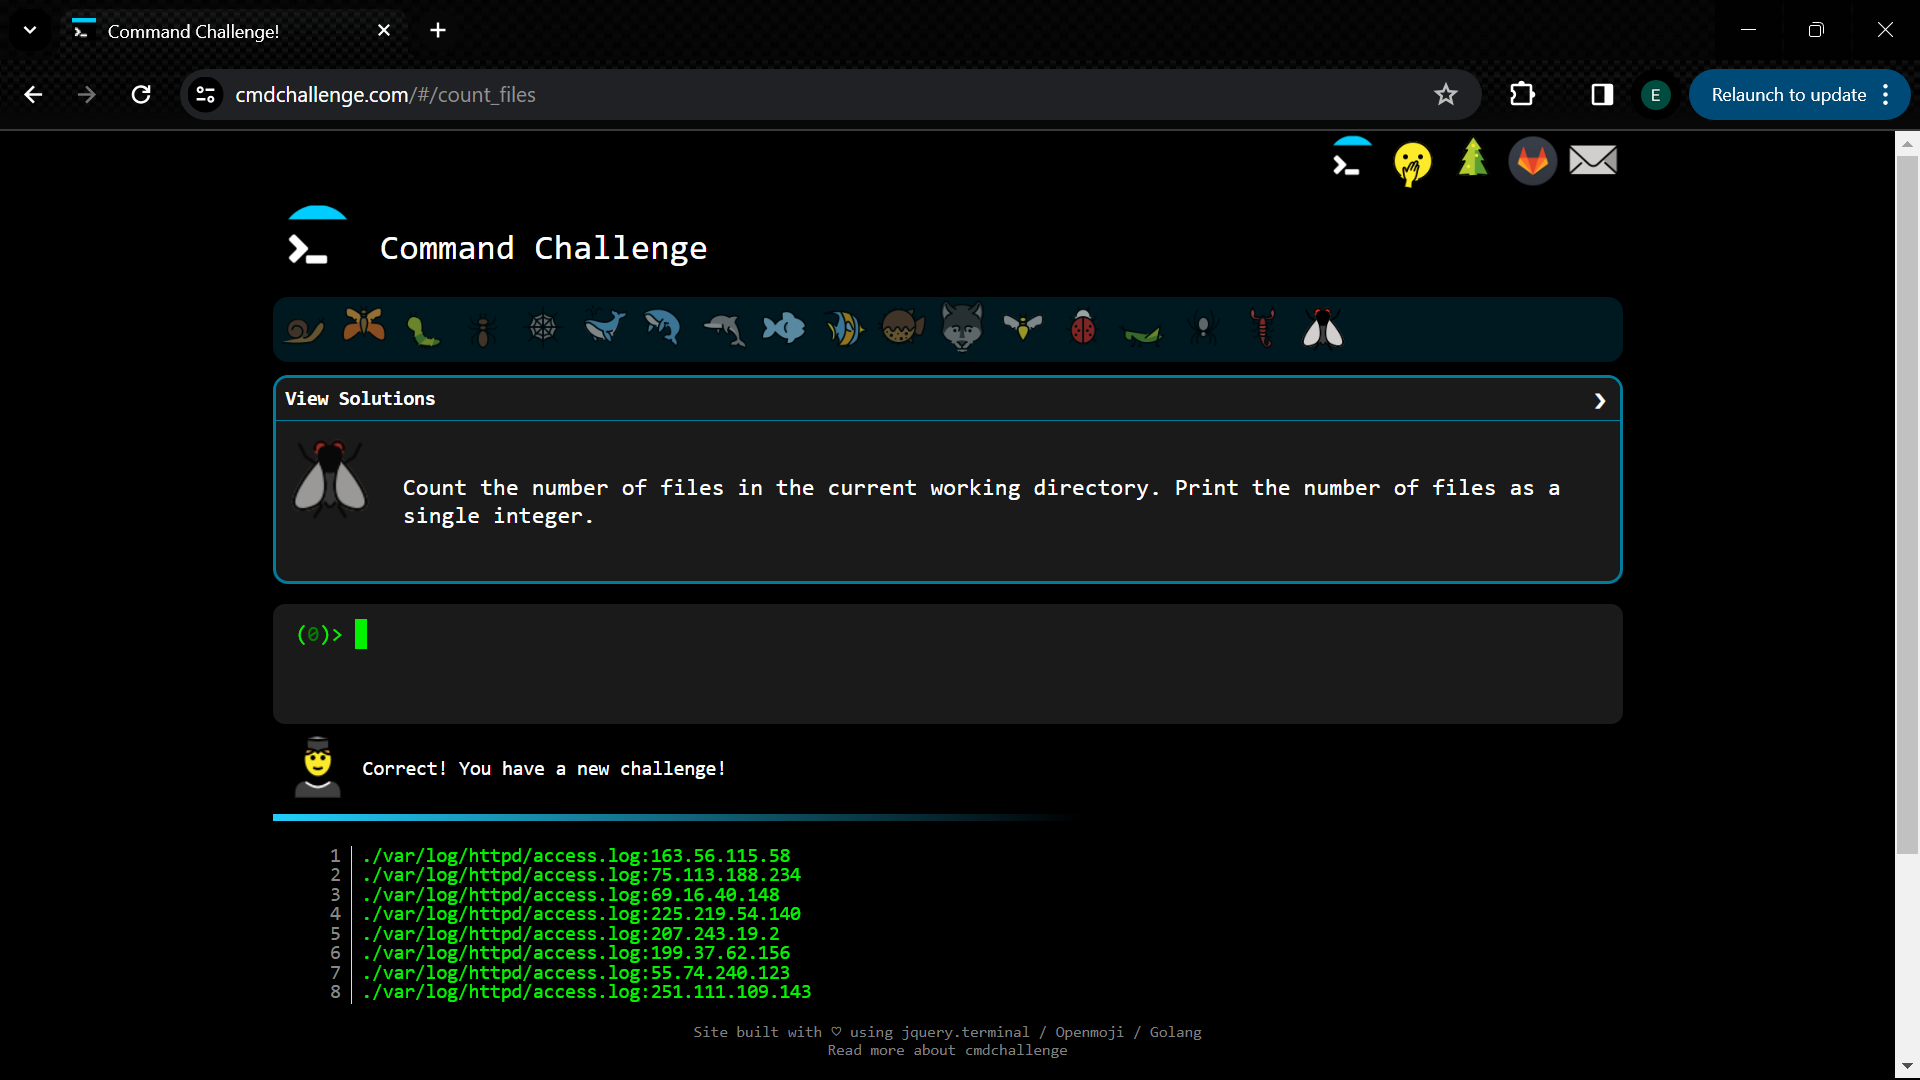 Command Challenge!
cmdchallenge.com/#/count_files
E
Relaunch to update
Command Challenge
View Solutions
Count the number of files in the current working directory. Print the number of files as a
single integer.
(0)>
Correct! You have a new challenge!
1 ./var/log/httpd/access.log:163.56.115.58
2 ./var/log/httpd/access.log:75.113.188.234
3 ./var/log/httpd/access.log:69.16.40.148
4 ./var/log/httpd/access.log:225.219.54.140
5 ./var/log/httpd/access.log:207.243.19.2
6 ./var/log/httpd/access.log:199.37.62.156
7 ./var/log/httpd/access.log:55.74.240.123
8 ./var/log/httpd/access.log:251.111.109.143
Site built with ♡ using jquery.terminal / Openmoji / Golang
Read more about cmdchallenge